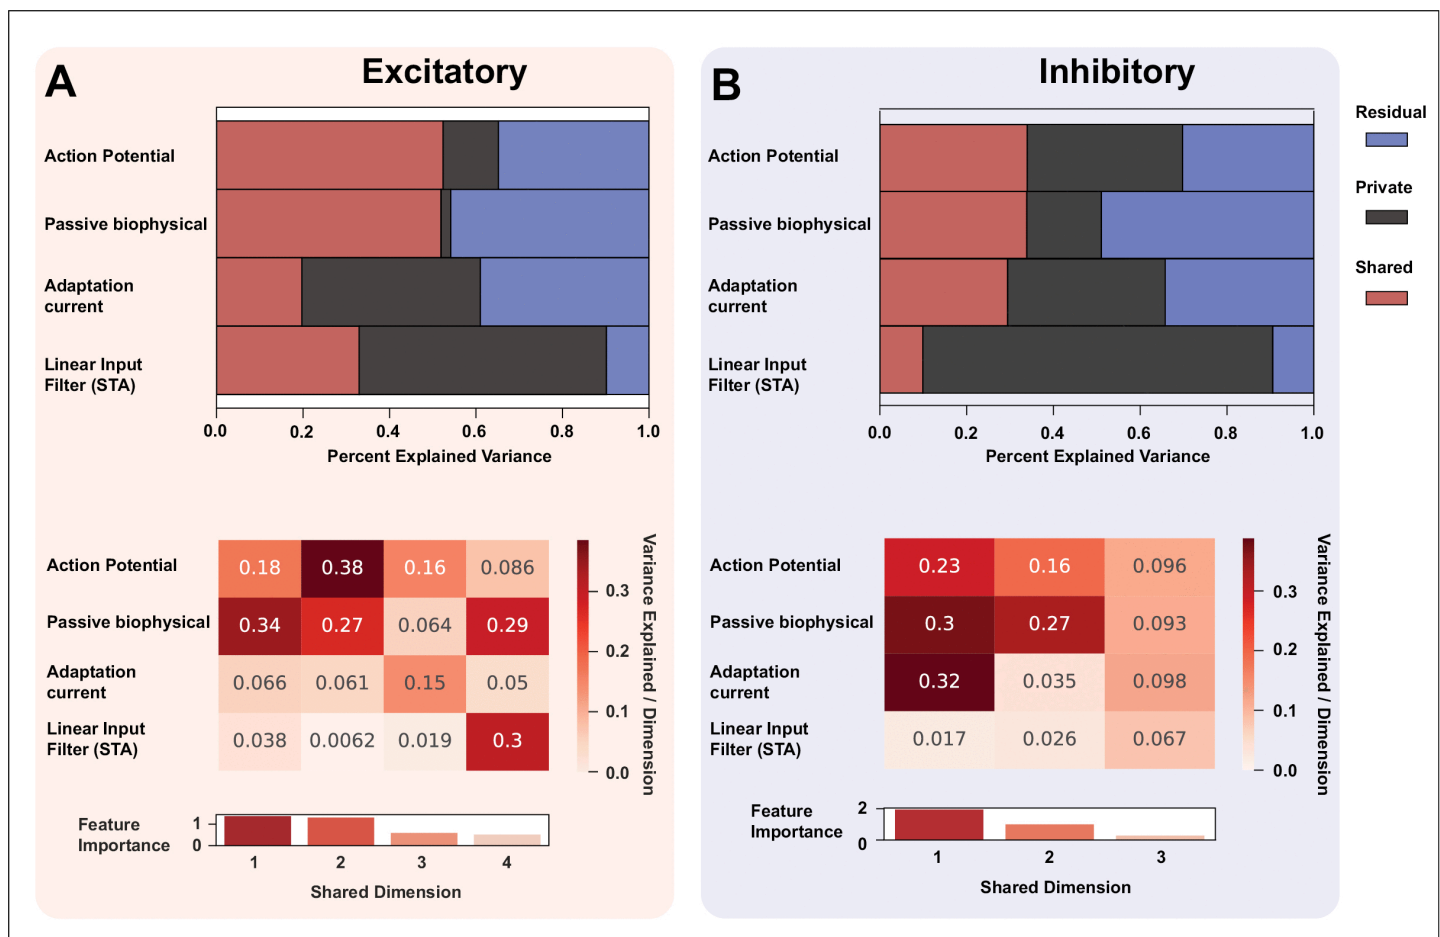 A
Excitatory
Action Potential
Passive biophysical
Adaptation
current
Linear Input
Filter (STA)
0.0 0.2 0.4 0.6 0.8 1.0
Percent Explained Variance
Action Potential
Passive biophysical
Adaptation
current
Linear Input
Filter (STA)
0.18 0.38 0.16 0.086
0.34 0.27 0.064 0.29
0.066 0.061 0.15 0.05
0.038 0.0062 0.019 0.3
0.3
0.2
0.1
0.0
Variance Explained / Dimension
Feature
Importance
1
0
1 2 3 4
Shared Dimension
B
Inhibitory
Action Potential
Passive biophysical
Adaptation
current
Linear Input
Filter (STA)
0.0 0.2 0.4 0.6 0.8 1.0
Percent Explained Variance
Action Potential
Passive biophysical
Adaptation
current
Linear Input
Filter (STA)
0.23 0.16 0.096
0.3 0.27 0.093
0.32 0.035 0.098
0.017 0.026 0.067
0.3
0.2
0.1
0.0
Variance Explained / Dimension
Feature
Importance
2
0
1 2 3
Shared Dimension
Residual
Private
Shared